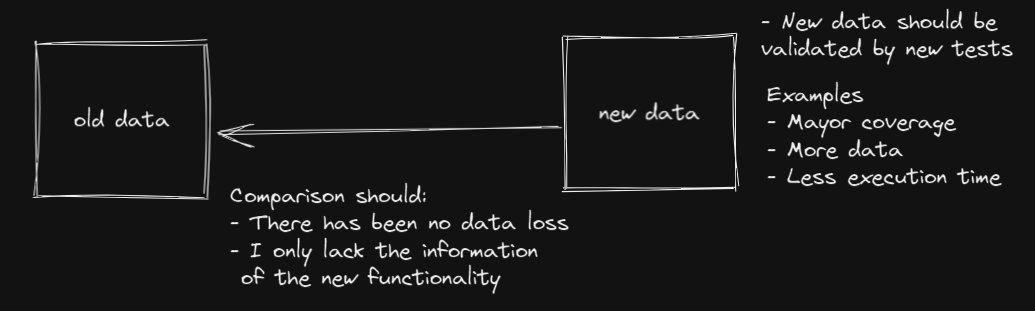 old data
new data
- New data should be
validated by new tests
Examples
- Mayor coverage
- More data
- Less execution time
Comparison should:
- There has been no data loss
- I only lack the information
of the new functionality